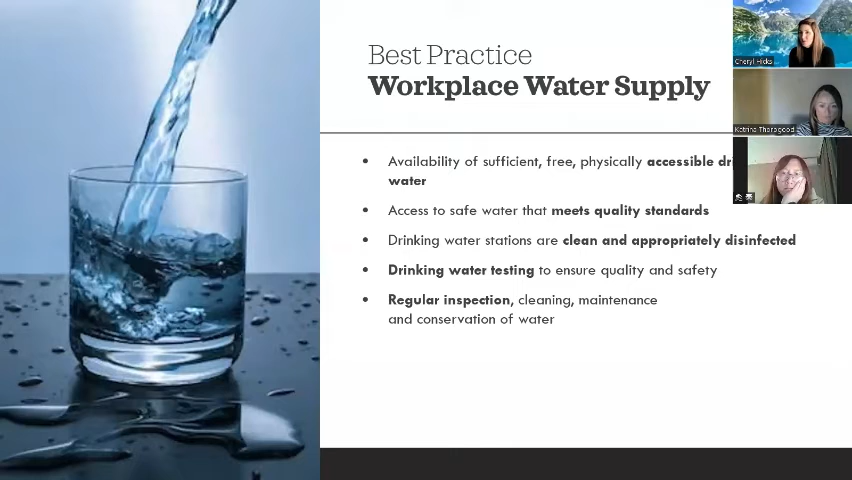 Best Practice
Workplace Water Supply
Availability of sufficient, free, physically accessible
water
Access to safe water that meets quality standards
Drinking water stations are clean and appropriately disinfected
Drinking water testing to ensure quality and safety
Regular inspection, cleaning, maintenance
and conservation of water
Cheryl Hicks
Katrina Thorogood